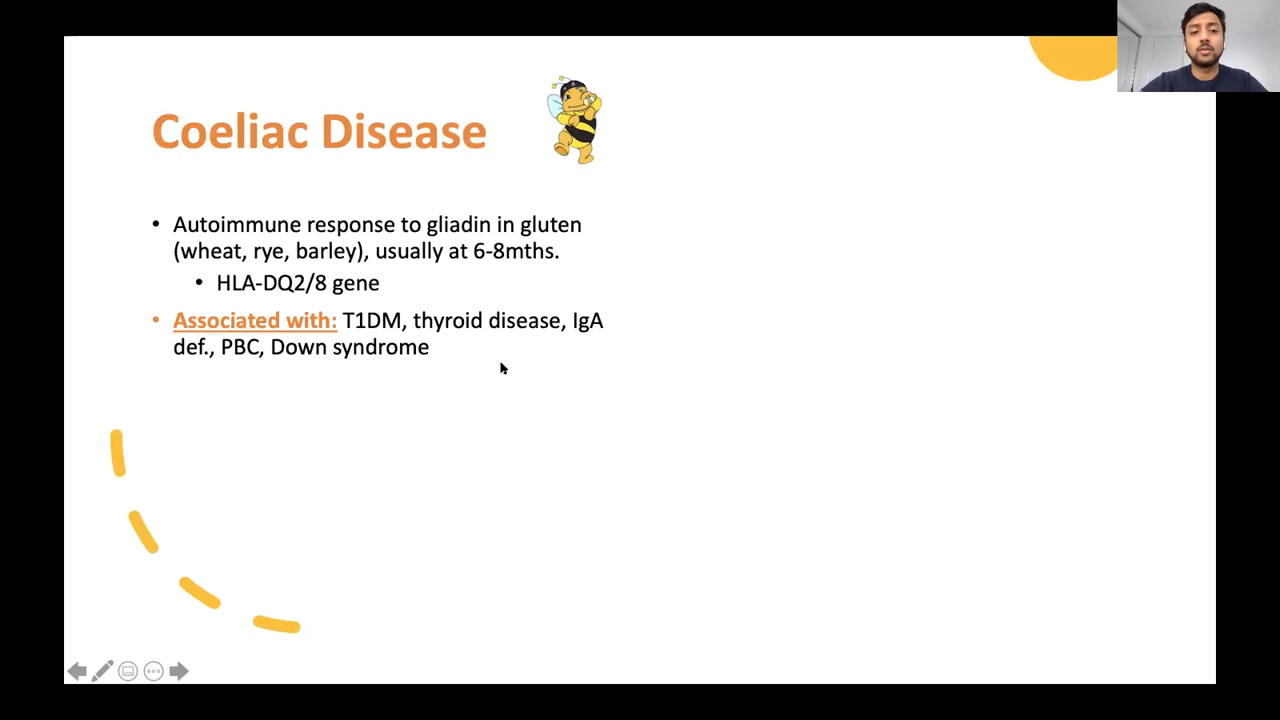 Coeliac Disease
• Autoimmune response to gliadin in gluten
(wheat, rye, barley), usually at 6-8mths.
• HLA-DQ2/8 gene
• Associated with: T1DM, thyroid disease, IgA
def., PBC, Down syndrome